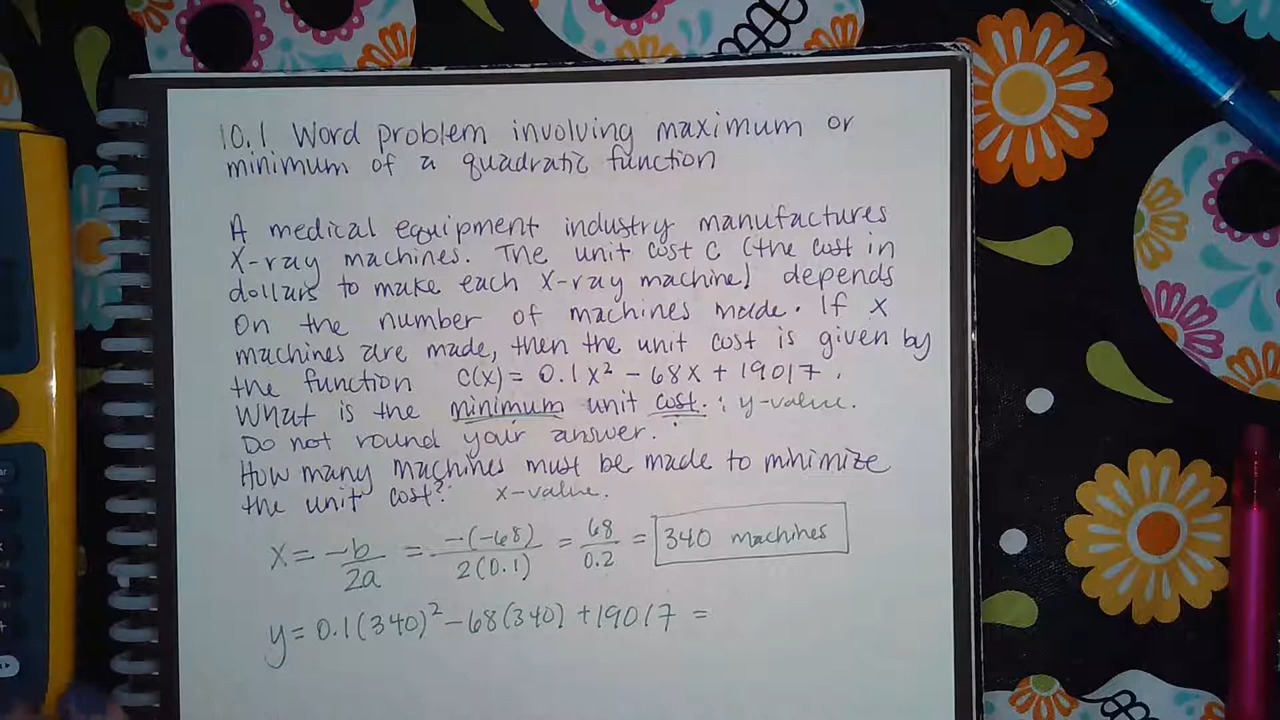 10.1 Word problem involving maximum or
minimum of a quadratic function
A medical equipment industry manufactures
X-ray machines. The unit cost C (the cost in
dollars to make each X-ray machine) depends
on the number of machines made. If x
machines are made, then the unit cost is given by
the function C(x) = 0.1x² - 68x + 19017.
What is the minimum unit cost. : y-value.
Do not round your answer.
How many machines must be made to minimize
the unit cost? x-value.
x = -b/2a = -(-68)/2(0.1) = 68/0.2 = 340 machines
y = 0.1(340)² - 68(340) + 19017 =